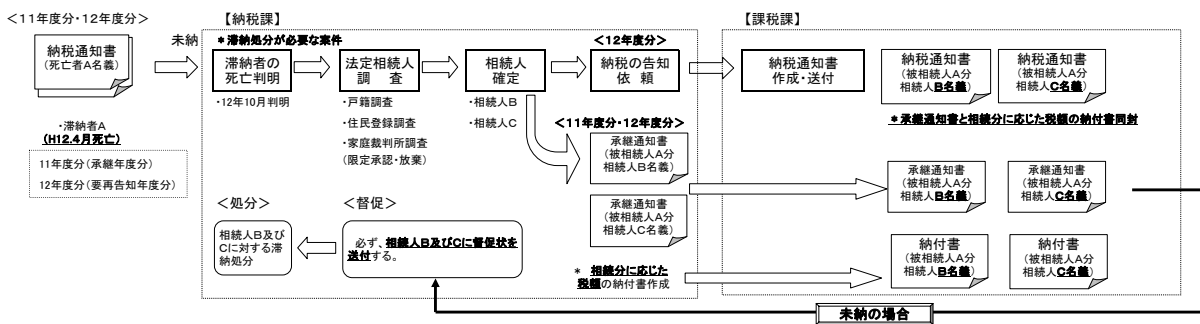 ＜11年度分・12年度分＞
納税通知書
（死亡者A名義）
・滞納者A
（H12.4月死亡）
11年度分（承継年度分）
12年度分（要再告知年度分）
未納
【納税課】
＊滞納処分が必要な案件
滞納者の
死亡判明
・12年10月判明
法定相続人
調　査
・戸籍調査
・住民登録調査
・家庭裁判所調査
（限定承認・放棄）
相続人
確定
・相続人B
・相続人C
＜12年度分＞
納税の告知
依　頼
＜11年度分・12年度分＞
承継通知書
（被相続人A分
相続人B名義）
承継通知書
（被相続人A分
相続人C名義）
＊　相続分に応じた
税額の納付書作成
＜処分＞
相続人B及び
Cに対する滞
納処分
＜督促＞
必ず、相続人B及びCに督促状を
送付する。
【課税課】
納税通知書
作成・送付
納税通知書
（被相続人A分
相続人B名義）
納税通知書
（被相続人A分
相続人C名義）
＊承継通知書と相続分に応じた税額の納付書同封
承継通知書
（被相続人A分
相続人B名義）
承継通知書
（被相続人A分
相続人C名義）
納付書
（被相続人A分
相続人B名義）
納付書
（被相続人A分
相続人C名義）
未納の場合